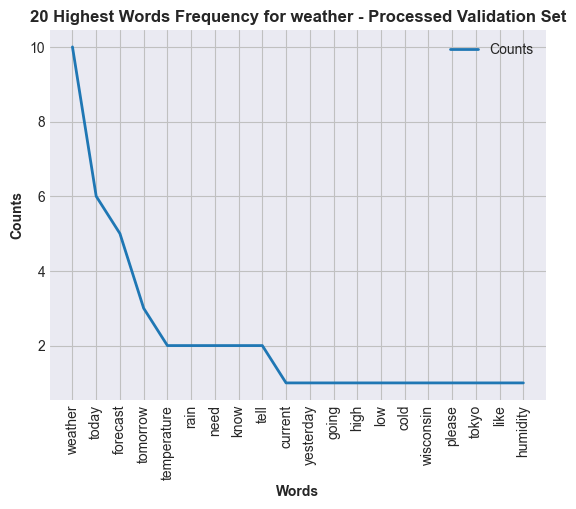 20 Highest Words Frequency for weather - Processed Validation Set
Counts
10
8
6
4
2
Counts
weather
today
forecast
tomorrow
temperature
rain
need
know
tell
current
yesterday
going
high
low
cold
wisconsin
please
tokyo
like
humidity
Words